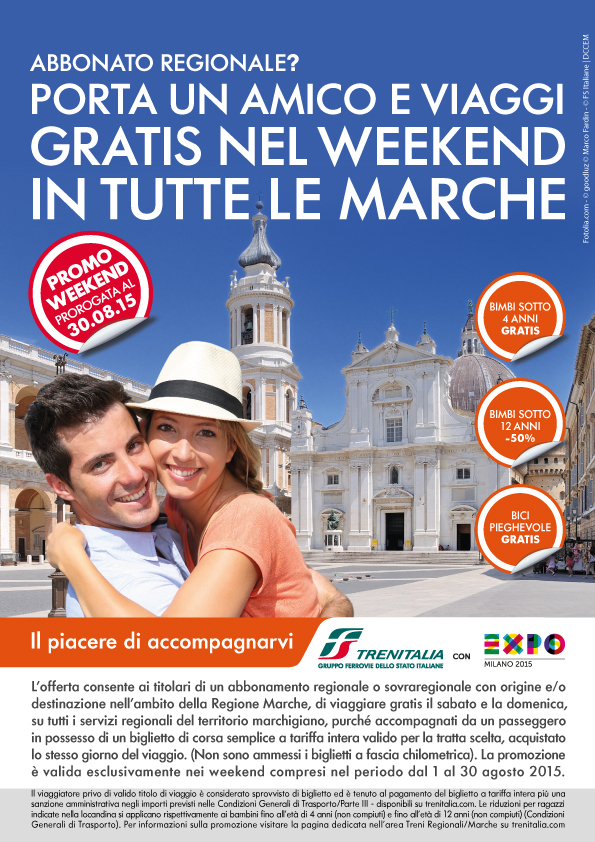 ABBONATO REGIONALE?
PORTA UN AMICO E VIAGGI
GRATIS NEL WEEKEND
IN TUTTE LE MARCHE
Fotolia.com - © goodluz © Marco Fardin - © FS Italiane | DCCEM
PROMO
WEEKEND
PROROGATA AL
30.08.15
BIMBI SOTTO
4 ANNI
GRATIS
BIMBI SOTTO
12 ANNI
-50%
BICI
PIEGHEVOLE
GRATIS
Il piacere di accompagnarvi
TRENITALIA
GRUPPO FERROVIE DELLO STATO ITALIANE
CON
EXPO
MILANO 2015
L'offerta consente ai titolari di un abbonamento regionale o sovraregionale con origine e/o
destinazione nell'ambito della Regione Marche, di viaggiare gratis il sabato e la domenica,
su tutti i servizi regionali del territorio marchigiano, purché accompagnati da un passeggero
in possesso di un biglietto di corsa semplice a tariffa intera valido per la tratta scelta, acquistato
lo stesso giorno del viaggio. (Non sono ammessi i biglietti a fascia chilometrica). La promozione
è valida esclusivamente nei weekend compresi nel periodo dal 1 al 30 agosto 2015.
Il viaggiatore privo di valido titolo di viaggio è considerato sprovvisto di biglietto ed è tenuto al pagamento del biglietto a tariffa intera più una
sanzione amministrativa negli importi previsti nelle Condizioni Generali di Trasporto/Parte III - disponibili su trenitalia.com. Le riduzioni per ragazzi
indicate nella locandina si applicano rispettivamente ai bambini fino all'età di 4 anni (non compiuti) e fino all'età di 12 anni (non compiuti) (Condizioni
Generali di Trasporto). Per informazioni sulla promozione visitare la pagina dedicata nell'area Treni Regionali/Marche su trenitalia.com